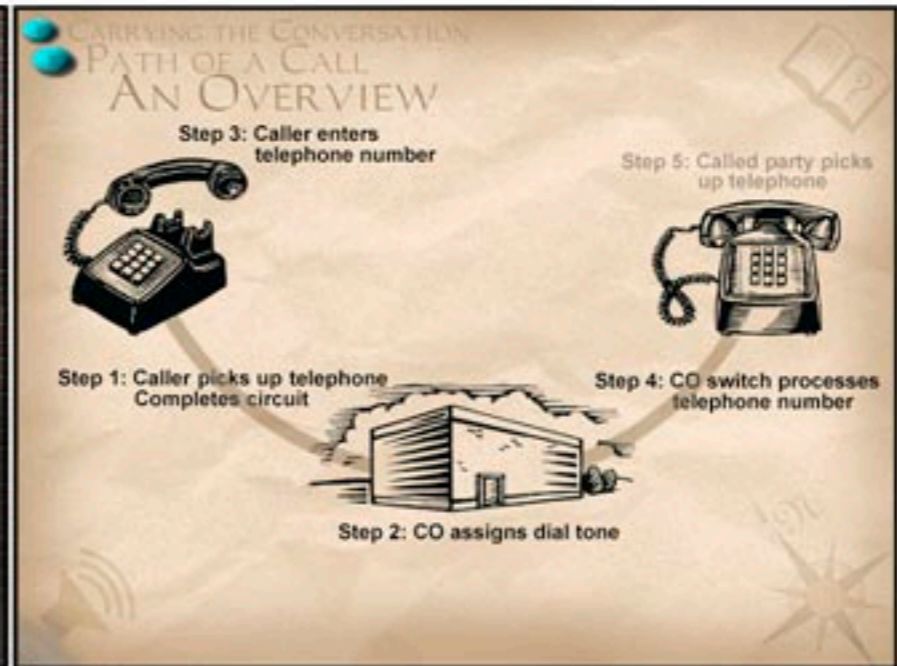 CARRYING THE CONVERSATION
PATH OF A CALL
AN OVERVIEW
Step 3: Caller enters
telephone number
Step 5: Called party picks
up telephone
Step 1: Caller picks up telephone
Completes circuit
Step 4: CO switch processes
telephone number
Step 2: CO assigns dial tone
?